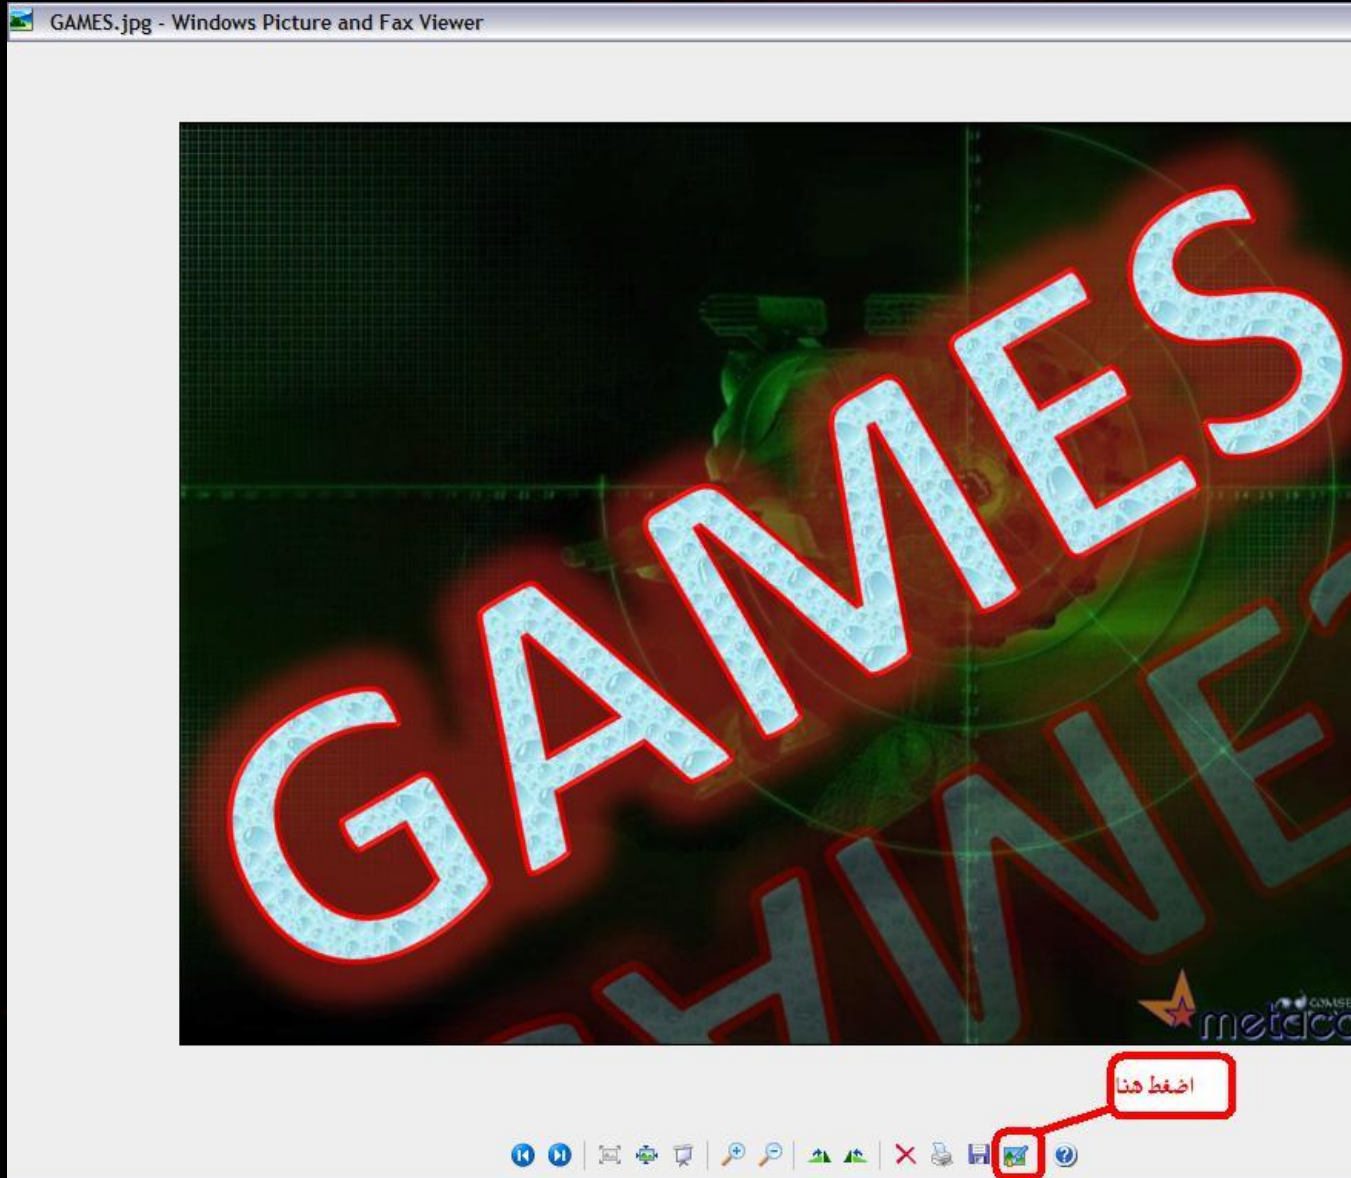 GAMES.jpg - Windows Picture and Fax Viewer
GAMES
اضغط هنا